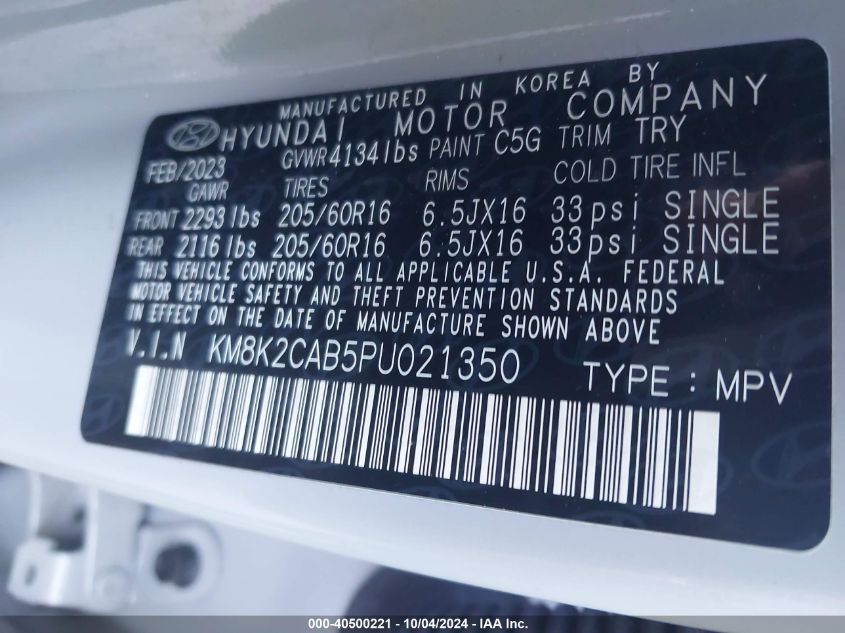 MANUFACTURED IN KOREA BY
HYUNDAI MOTOR COMPANY
FEB/2023 GVWR4134lbs PAINT C5G TRIM TRY
GAWR TIRES RIMS COLD TIRE INFL
FRONT 2293lbs 205/60R16 6.5JX16 33psi SINGLE
REAR 2116lbs 205/60R16 6.5JX16 33psi SINGLE
THIS VEHICLE CONFORMS TO ALL APPLICABLE U.S.A. FEDERAL
MOTOR VEHICLE SAFETY AND THEFT PREVENTION STANDARDS
IN EFFECT ON THE DATE OF MANUFACTURE SHOWN ABOVE
V.I.N KM8K2CAB5PU021350 TYPE : MPV
000-40500221 - 10/04/2024 - IAA Inc.